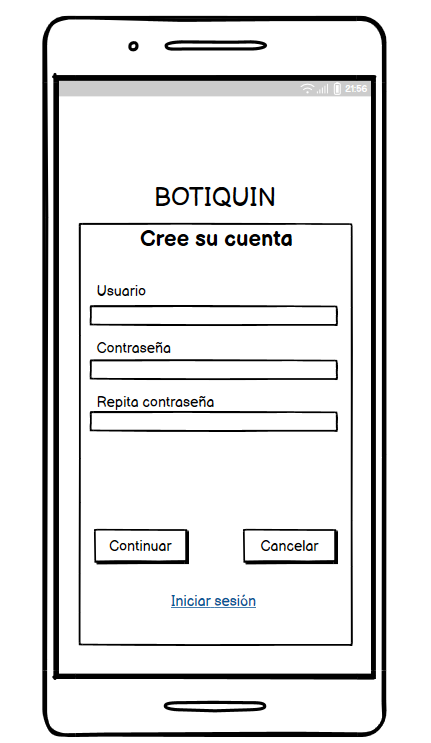 21:56
BOTIQUIN
Cree su cuenta
Usuario
Contraseña
Repita contraseña
Continuar Cancelar
Iniciar sesión